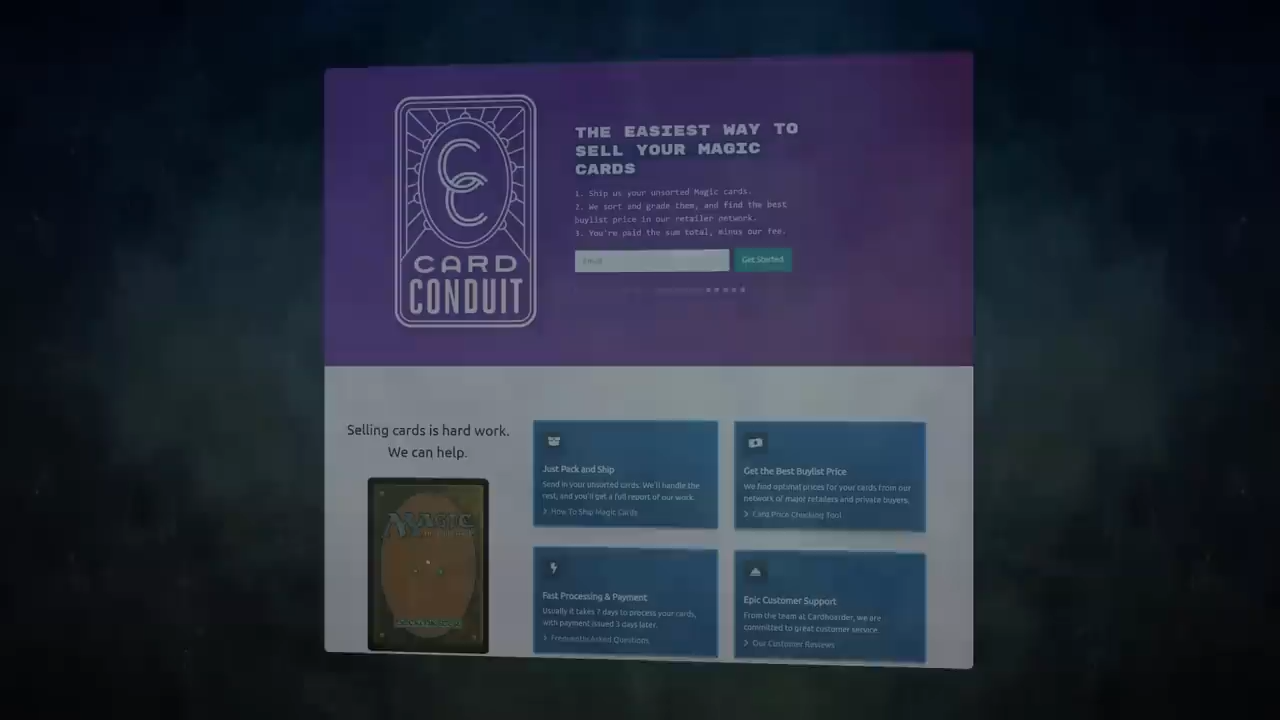 THE EASIEST WAY TO
SELL YOUR MAGIC
CARDS
1. Ship us your unsorted Magic cards.
2. We sort and grade them, and find the best
buylist price in our retailer network.
3. You're paid the sum total, minus our fee.
Email
Get Started
CARD
CONDUIT
Selling cards is hard work.
We can help.
MAGIC
Just Pack and Ship
Send in your unsorted cards. We'll handle the
rest, and you'll get a full report of our work.
How To Ship Magic Cards
Get the Best Buylist Price
We find optimal prices for your cards from our
network of major retailers and private buyers.
Card Price Checking Tool
Fast Processing & Payment
Usually it takes 7 days to process your cards,
with payment issued 3 days later.
Frequently Asked Questions
Epic Customer Support
From the team at Cardhoarder, we are
committed to great customer service.
Our Customer Reviews